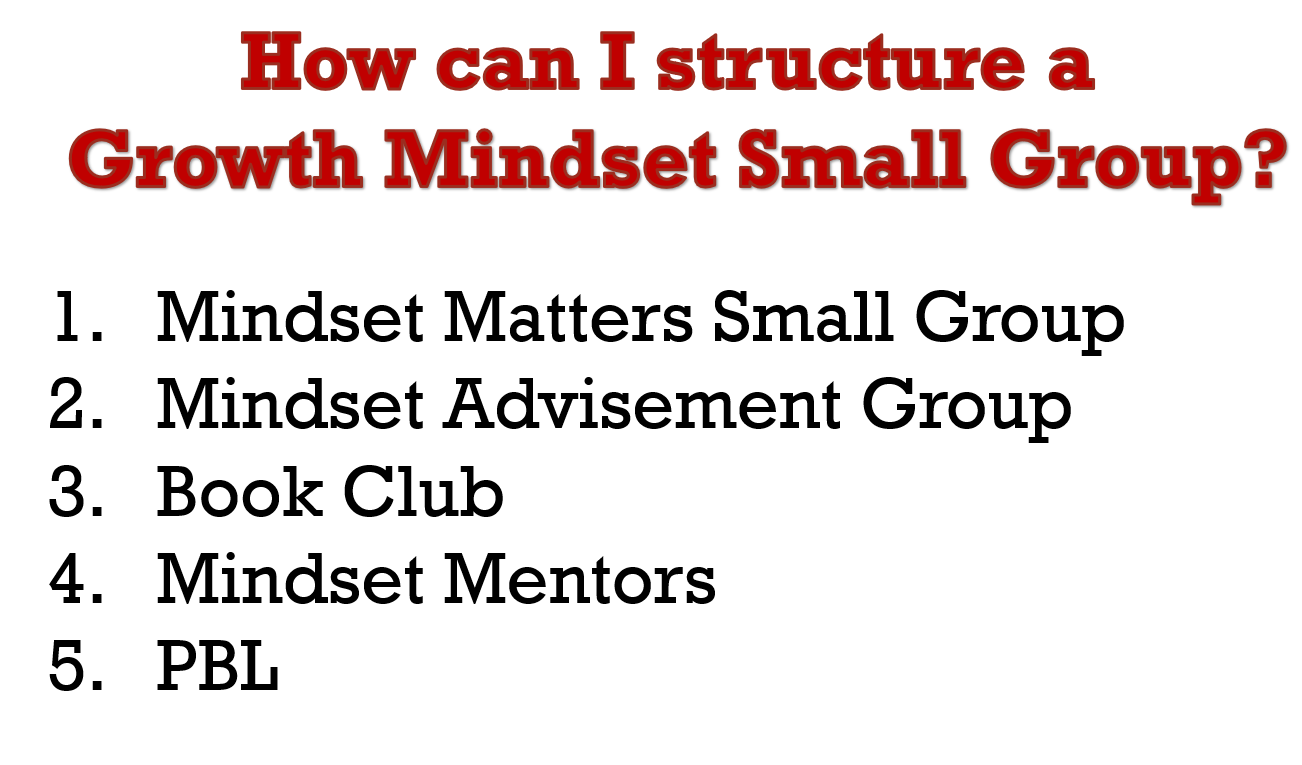 How can I structure a
Growth Mindset Small Group?
1. Mindset Matters Small Group
2. Mindset Advisement Group
3. Book Club
4. Mindset Mentors
5. PBL